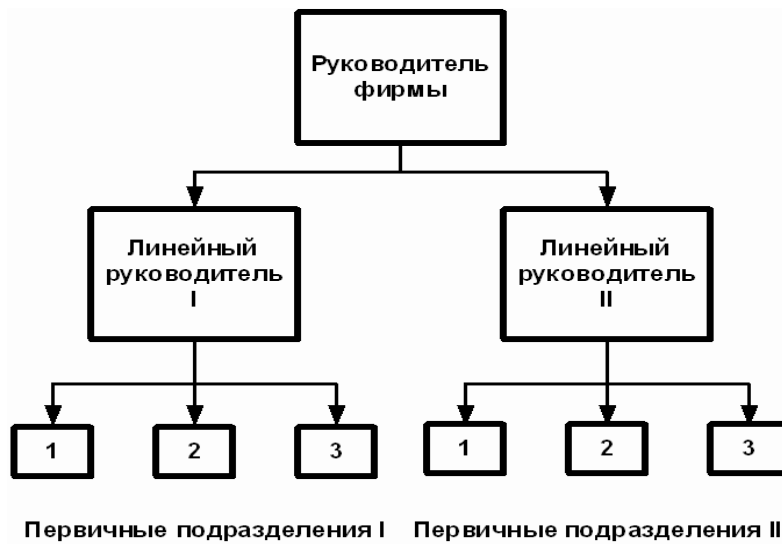 Руководитель
фирмы
Линейный
руководитель
I
Линейный
руководитель
II
1
2
3
1
2
3
Первичные подразделения I
Первичные подразделения II